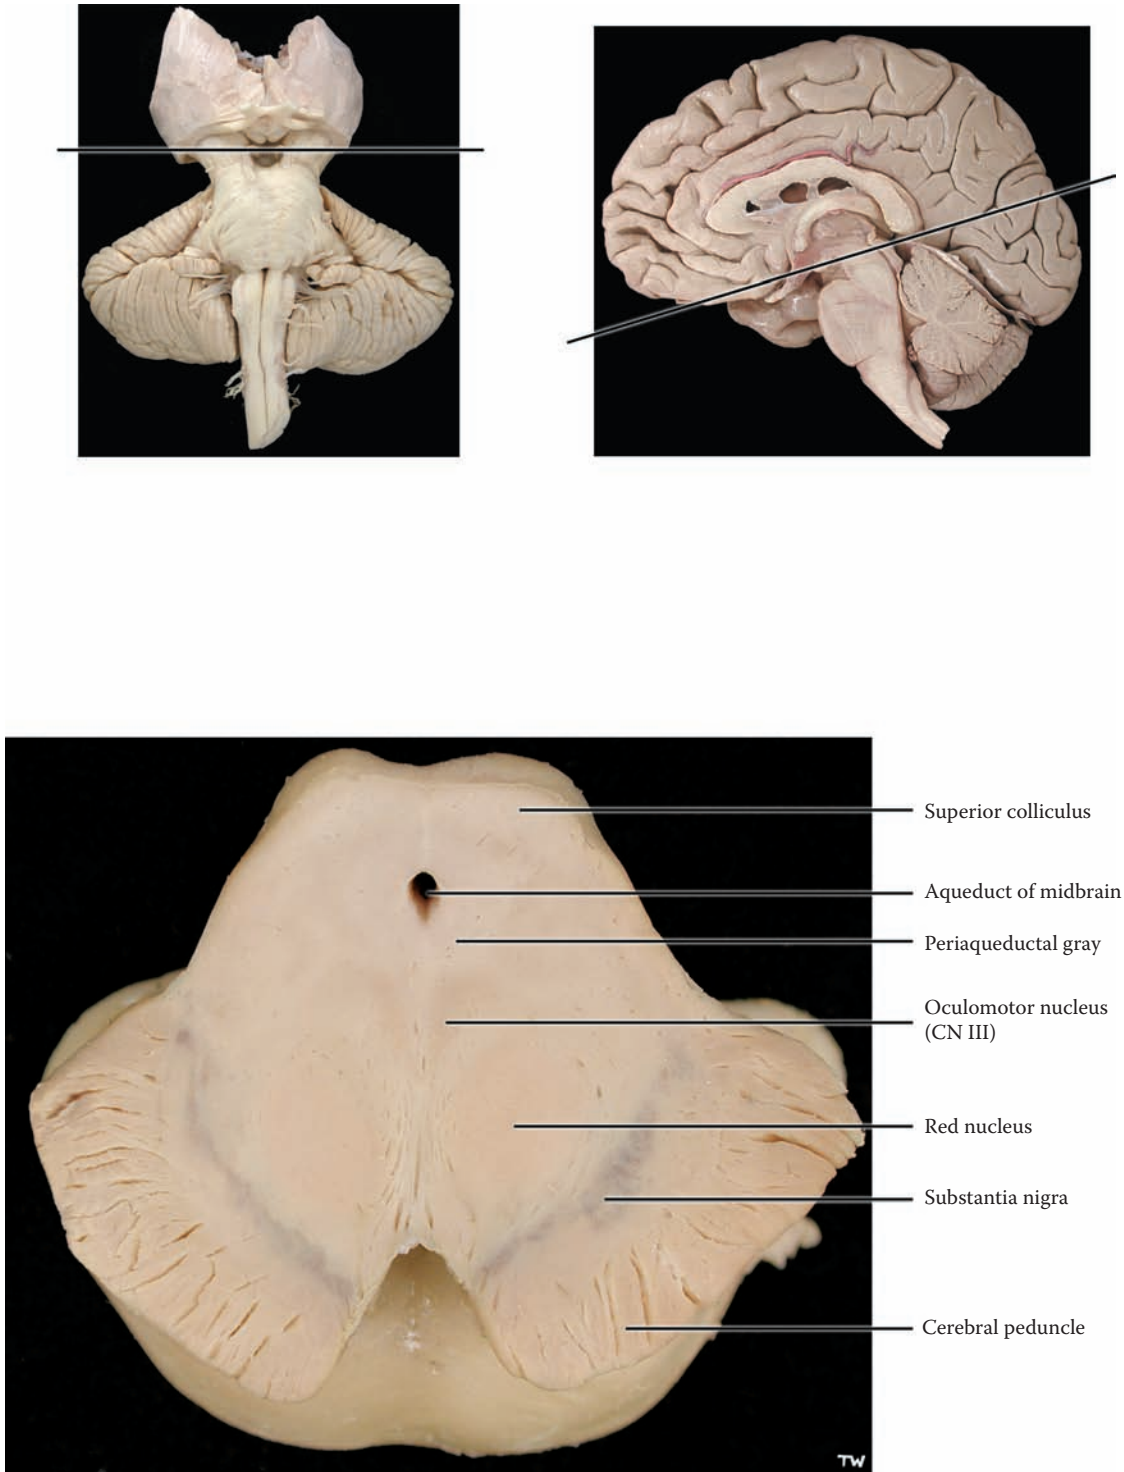 Superior colliculus
Aqueduct of midbrain
Periaqueductal gray
Oculomotor nucleus
(CN III)
Red nucleus
Substantia nigra
Cerebral peduncle
TW